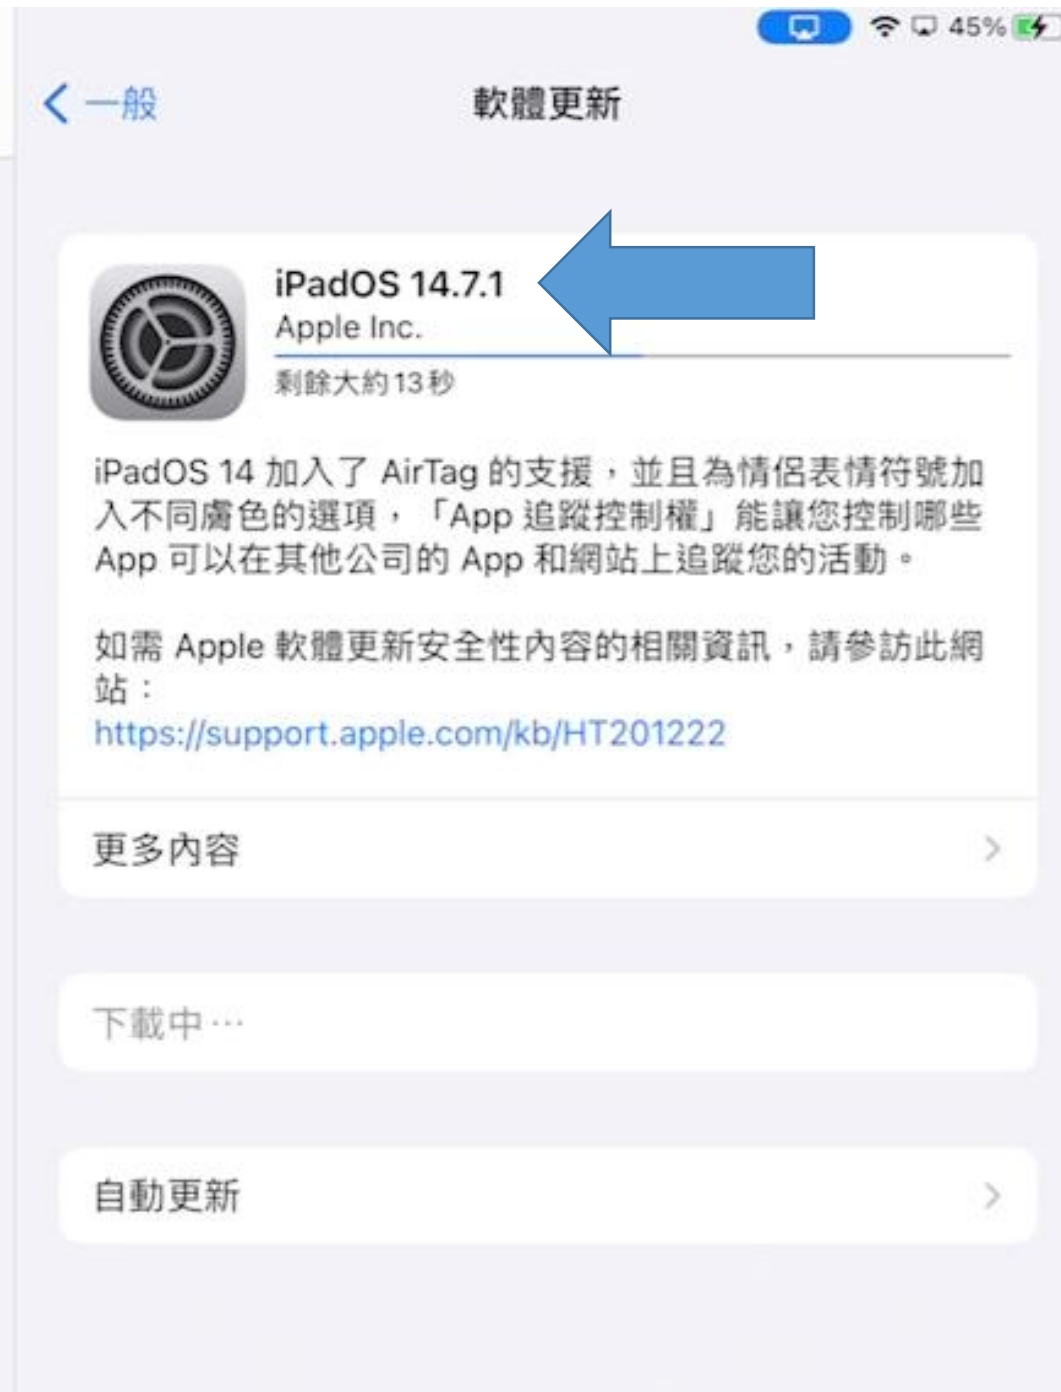 45%
一般
軟體更新
iPadOS 14.7.1
Apple Inc.
剩餘大約13秒
iPadOS 14 加入了 AirTag 的支援,並且為情侶表情符號加
入不同膚色的選項,「App 追蹤控制權」能讓您控制哪些
App 可以在其他公司的 App 和網站上追蹤您的活動。
如需 Apple 軟體更新安全性內容的相關資訊,請參訪此網
站:
https://support.apple.com/kb/HT201222
更多內容
下載中…
自動更新